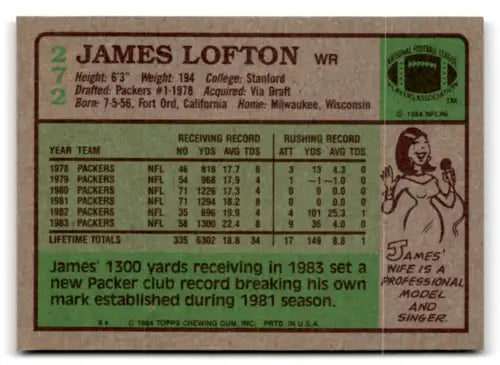 272
JAMES LOFTON WR
Height: 6'3" Weight: 194 College: Stanford
Drafted: Packers #1-1978 Acquired: Via Draft
Born: 7-5-56, Fort Ord, California Home: Milwaukee, Wisconsin
NATIONAL FOOTBALL LEAGUE
PLAYERS ASSOCIATION
TM
© 1984 NFLPA
RECEIVING RECORD RUSHING RECORD
YEAR TEAM NO YDS AVG TDS ATT YDS AVG TDS
1978 PACKERS NFL 46 818 17.7 6 3 13 4.3 0
1979 PACKERS NFL 54 968 17.9 4 1 -1 -1.0 0
1980 PACKERS NFL 71 1226 17.3 4 0 0 0.0 0
1981 PACKERS NFL 71 1294 18.2 8 0 0 0.0 0
1982 PACKERS NFL 35 696 19.9 4 4 101 25.3 1
1983 PACKERS NFL 58 1300 22.4 8 9 36 4.0 0
LIFETIME TOTALS 335 6302 18.8 34 17 149 8.8 1
James' 1300 yards receiving in 1983 set a
new Packer club record breaking his own
mark established during 1981 season.
JAMES'
WIFE IS A
PROFESSIONAL
MODEL
AND
SINGER.
© 1984 TOPPS CHEWING GUM, INC. PRTD. IN U.S.A.